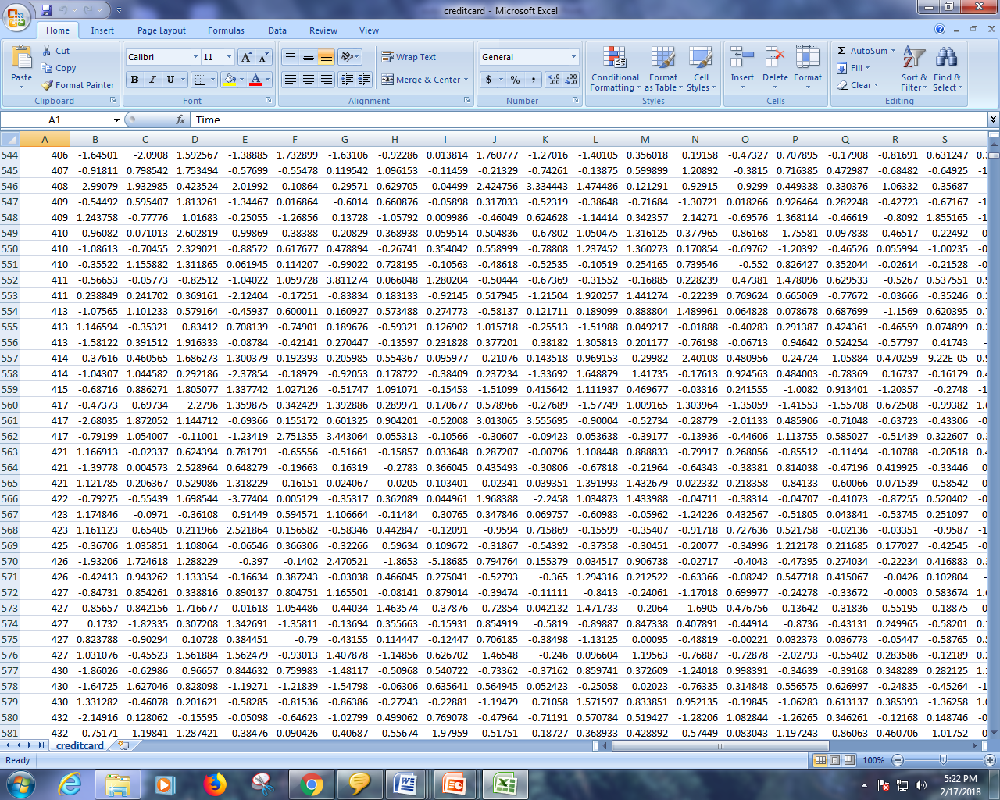 creditcard - Microsoft Excel
Home Insert Page Layout Formulas Data Review View
Paste Cut Copy Format Painter Clipboard
Calibri 11 A A B I U A Font
Wrap Text Merge & Center Alignment
General $ % , Number
Conditional Formatting Format as Table Cell Styles Styles
Insert Delete Format Cells
Σ AutoSum Fill Clear Sort & Filter Find & Select Editing
A1 fx Time
A B C D E F G H I J K L M N O P Q R S
544 406 -1.64501 -2.0908 1.592567 -1.38885 1.732899 -1.63106 -0.92286 0.013814 1.760777 -1.27016 -1.40105 0.356018 0.19158 -0.47327 0.707895 -0.17908 -0.81691 0.631247
545 407 -0.91811 0.798542 1.753494 -0.57699 -0.55478 0.119542 1.096153 -0.11459 -0.21329 -0.74261 -0.13875 0.599899 1.20892 -0.3815 0.716385 0.472987 -0.68482 -0.64925
546 408 -2.99079 1.932985 0.423524 -2.01992 -0.10864 -0.29571 0.629705 -0.04499 2.424756 3.334443 1.474486 0.121291 -0.92915 -0.9299 0.449338 0.330376 -1.06332 -0.35687
547 409 -0.54492 0.595407 1.813261 -1.34467 0.016864 -0.6014 0.660876 -0.05898 0.317033 -0.52319 -0.38648 -0.71684 -1.30721 0.018266 0.926464 0.282248 -0.42723 -0.67167
548 409 1.243758 -0.77776 1.01683 -0.25055 -1.26856 0.13728 -1.05792 0.009986 -0.46049 0.624628 -1.14414 0.342357 2.14271 -0.69576 1.368114 -0.46619 -0.8092 1.855165
549 410 -0.96082 0.071013 2.602819 -0.99869 -0.38388 -0.20829 0.368938 0.059514 0.504836 -0.67802 1.050475 1.316125 0.377965 -0.86168 -1.75581 0.097838 -0.46517 -0.22492
550 410 -1.08613 -0.70455 2.329021 -0.88572 0.617677 0.478894 -0.26741 0.354042 0.558999 -0.78808 1.237452 1.360273 0.170854 -0.69762 -1.20392 -0.46526 0.055994 -1.00235
551 410 -0.35522 1.155882 1.311865 0.061945 0.114207 -0.99022 0.728195 -0.10563 -0.48618 -0.52535 -0.10519 0.254165 0.739546 -0.552 0.826427 0.352044 -0.02614 -0.21528
552 411 -0.56653 -0.05773 -0.82512 -1.04022 1.059728 3.811274 0.066048 1.280204 -0.50444 -0.67369 -0.31552 -0.16885 0.228239 0.47381 1.478096 0.629533 -0.5267 0.537551
553 411 0.238849 0.241702 0.369161 -2.12404 -0.17251 -0.83834 0.183133 -0.92145 0.517945 -1.21504 1.920257 1.441274 -0.22239 0.769624 0.665069 -0.77672 -0.03666 -0.35246
554 413 -1.07565 1.101233 0.579164 -0.45937 0.600011 0.160927 0.573488 0.274773 -0.58137 0.121711 0.189099 0.888804 1.489961 0.064828 0.078678 0.687699 -1.1569 0.620395
555 413 1.146594 -0.35321 0.83412 0.708139 -0.74901 0.189676 -0.59321 0.126902 1.015718 -0.25513 -1.51988 0.049217 -0.01888 -0.40283 0.291387 0.424361 -0.46559 0.074899
556 413 -1.58122 0.391512 1.916333 -0.08784 -0.42141 0.270447 -0.13597 0.231828 0.377201 0.38182 1.305813 0.201177 -0.76198 -0.06713 0.94642 0.524254 -0.57797 0.41743
557 414 -0.37616 0.460565 1.686273 1.300379 0.192393 0.205985 0.554367 0.095977 -0.21076 0.143518 0.969153 -0.29982 -2.40108 0.480956 -0.24724 -1.05884 0.470259 9.22E-05
558 414 -1.04307 1.044582 0.292186 -2.37854 -0.18979 -0.92053 0.178722 -0.38409 0.237234 -1.33692 1.648879 1.41735 -0.17613 0.924563 0.484003 -0.78369 0.16737 -0.16179
559 415 -0.68716 0.886271 1.805077 1.337742 1.027126 -0.51747 1.091071 -0.15453 -1.51099 0.415642 1.111937 0.469677 -0.03316 0.241555 -1.0082 0.913401 -1.20357 -0.2748
560 417 -0.47373 0.69734 2.2796 1.359875 0.342429 1.392886 0.289971 0.170677 0.578966 -0.27689 -1.57749 1.009165 1.303964 -1.35059 -1.41553 -1.55708 0.672508 -0.99382
561 417 -2.68035 1.872052 1.144712 -0.69366 0.155172 0.601325 0.904201 -0.52008 3.013065 3.555695 -0.90004 -0.52734 -0.28779 -2.01133 0.485906 -0.71048 -0.63723 -0.43306
562 417 -0.79199 1.054007 -0.11001 -1.23419 2.751355 3.443064 0.055313 -0.10566 -0.30607 -0.09423 0.053638 -0.39177 -0.13936 -0.44606 1.113755 0.585027 -0.51439 0.322607
563 421 1.166913 -0.02337 0.624394 0.781791 -0.65556 -0.51661 -0.15857 0.033648 0.287207 -0.00796 1.108448 0.888833 -0.79917 0.268056 -0.85512 -0.11494 -0.10788 -0.20518
564 421 -1.39778 0.004573 2.528964 0.648279 -0.19663 0.16319 -0.2783 0.366045 0.435493 -0.30806 -0.67818 -0.21964 -0.64343 -0.38381 0.814038 -0.47196 0.419925 -0.33446
565 421 1.121785 0.206367 0.529086 1.318229 -0.16151 0.024067 -0.0205 0.103401 -0.02341 0.039351 1.391993 1.432679 0.022332 0.218358 -0.84133 -0.60066 0.071539 -0.58542
566 422 -0.79275 -0.55439 1.698544 -3.77404 0.005129 -0.35317 0.362089 0.044961 1.968388 -2.2458 1.034873 1.433988 -0.04711 -0.38314 -0.04707 -0.41073 -0.87255 0.520402
567 423 1.174846 -0.0971 -0.36108 0.91449 0.594571 1.106664 -0.11484 0.30765 0.347846 0.069757 -0.60983 -0.05962 -1.24226 0.432567 -0.51805 0.043841 -0.53745 0.251097
568 423 1.161123 0.65405 0.211966 2.521864 0.156582 -0.58346 0.442847 -0.12091 -0.9594 0.715869 -0.15599 -0.35407 -0.91718 0.727636 0.521758 -0.02136 -0.03351 -0.9587
569 425 -0.36706 1.035851 1.108064 -0.06546 0.366306 -0.32266 0.59634 0.109672 -0.31867 -0.54392 -0.37358 -0.30451 -0.20077 -0.34996 1.212178 0.211685 0.177027 -0.42545
570 426 -1.93206 1.724618 1.288229 -0.397 -0.1402 2.470521 -1.8653 -5.18685 0.794764 0.155379 0.034517 0.906738 -0.02717 -0.4043 -0.47395 0.274034 -0.22234 0.416883
571 426 -0.42413 0.943262 1.133354 -0.16634 0.387243 -0.03038 0.466045 0.275041 -0.52793 -0.365 1.294316 0.212522 -0.63366 -0.08242 0.547718 0.415067 -0.0426 0.102804
572 427 -0.84731 0.854261 0.338816 0.890137 0.804751 1.165501 -0.08141 0.879014 -0.39474 -0.11111 -0.8413 -0.24061 -1.17018 0.699977 -0.24278 -0.33672 -0.0003 0.583674
573 427 -0.85657 0.842156 1.716677 -0.01618 1.054486 -0.44034 1.463574 -0.37876 -0.72854 0.042132 1.471733 -0.2064 -1.6905 0.476756 -0.13642 -0.31836 -0.55195 -0.18875
574 427 0.1732 -1.82335 0.307208 1.342691 -1.35811 -0.13694 0.355663 -0.15931 0.854919 -0.5819 -0.89887 0.847338 0.407891 -0.44914 -0.8736 -0.43131 0.249965 -0.58201
575 427 0.823788 -0.90294 0.10728 0.384451 -0.79 -0.43155 0.114447 -0.12447 0.706185 -0.38498 -1.13125 0.00095 -0.48819 -0.00221 0.032373 0.036773 -0.05447 -0.58765
576 427 1.031076 -0.45523 1.561884 1.562479 -0.93013 1.407878 -1.14856 0.626702 1.46548 -0.246 0.096604 1.19563 -0.76887 -0.72878 -2.02793 -0.55402 0.283586 -0.12189
577 430 -1.86026 -0.62986 0.96657 0.844632 0.759983 -1.48117 -0.50968 0.540722 -0.73362 -0.37162 0.859741 0.372609 -1.24018 0.998391 -0.34639 -0.39168 0.348289 0.282125
578 430 -1.64725 1.627046 0.828098 -1.19271 -1.21839 -1.54798 -0.06306 0.635641 0.564945 0.052423 -0.25058 0.02023 -0.76335 0.314848 0.556575 0.626997 -0.24835 -0.45264
579 430 1.331282 -0.46078 0.201621 -0.58285 -0.81536 -0.86386 -0.27243 -0.22881 -1.19479 0.71058 1.571597 0.833851 0.952135 -0.19845 -1.06283 0.613137 0.385393 -1.36258
580 432 -2.14916 0.128062 -0.15595 -0.05098 -0.64623 -1.02799 0.499062 0.769078 -0.47964 -0.71191 0.570784 0.519427 -1.28206 1.082844 -1.26265 0.346261 -0.12168 0.148746
581 432 -0.75171 1.19841 1.287421 -0.38476 0.090426 -0.40687 0.55674 -1.97959 -0.51751 -0.18727 0.368933 0.428892 0.57449 0.083043 1.197243 -0.86063 0.460706 -1.01752
creditcard
Ready 100%
5:22 PM
2/17/2018